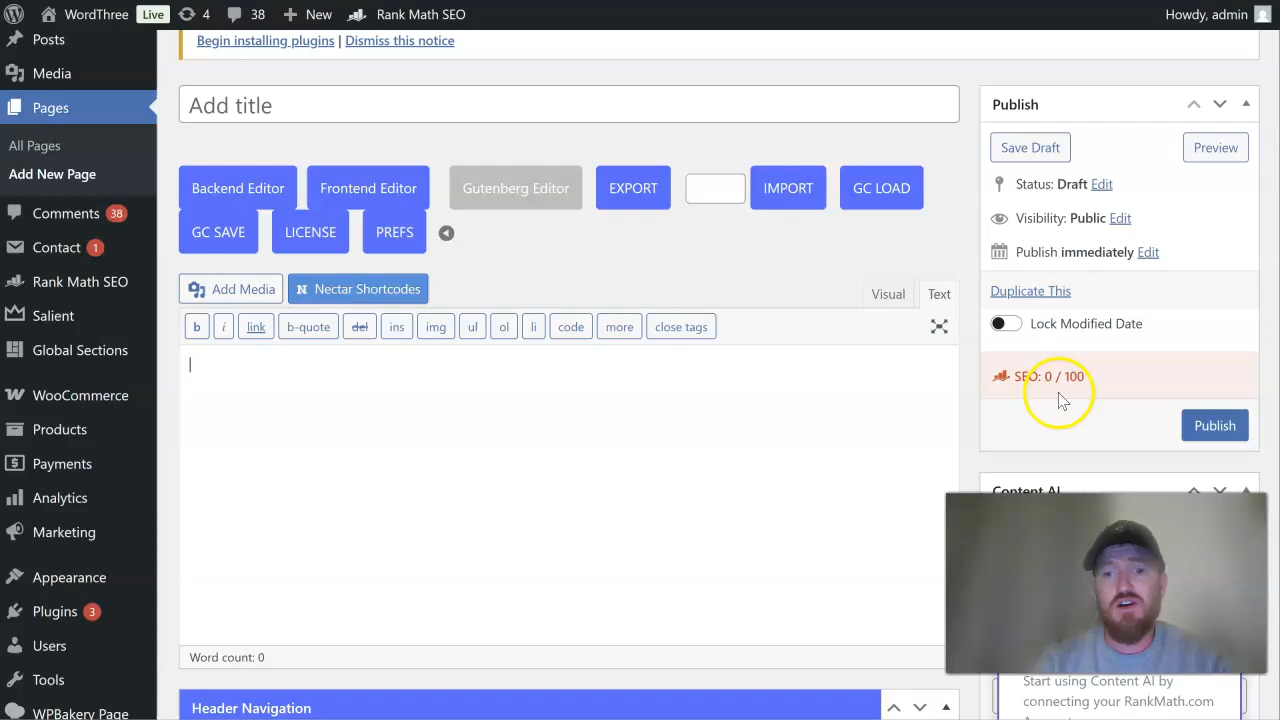 WordThree Live 4 38 New Rank Math SEO Howdy, admin
Posts
Media
Pages
All Pages
Add New Page
Comments 38
Contact 1
Rank Math SEO
Salient
Global Sections
WooCommerce
Products
Payments
Analytics
Marketing
Appearance
Plugins 3
Users
Tools
WPBakery Page
Begin installing plugins | Dismiss this notice
Add title
Backend Editor Frontend Editor Gutenberg Editor EXPORT IMPORT GC LOAD
GC SAVE LICENSE PREFS
Add Media N Nectar Shortcodes Visual Text
b i link b-quote del ins img ul ol li code more close tags
Word count: 0
Header Navigation
Publish
Save Draft Preview
Status: Draft Edit
Visibility: Public Edit
Publish immediately Edit
Duplicate This
Lock Modified Date
SEO: 0 / 100
Publish
Content AI
Start using Content AI by
connecting your RankMath.com